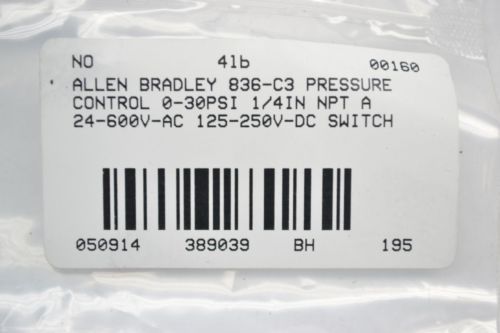 NO 4lb 00160
ALLEN BRADLEY 836-C3 PRESSURE
CONTROL 0-30PSI 1/4IN NPT A
24-600V-AC 125-250V-DC SWITCH
050914 389039 BH 195